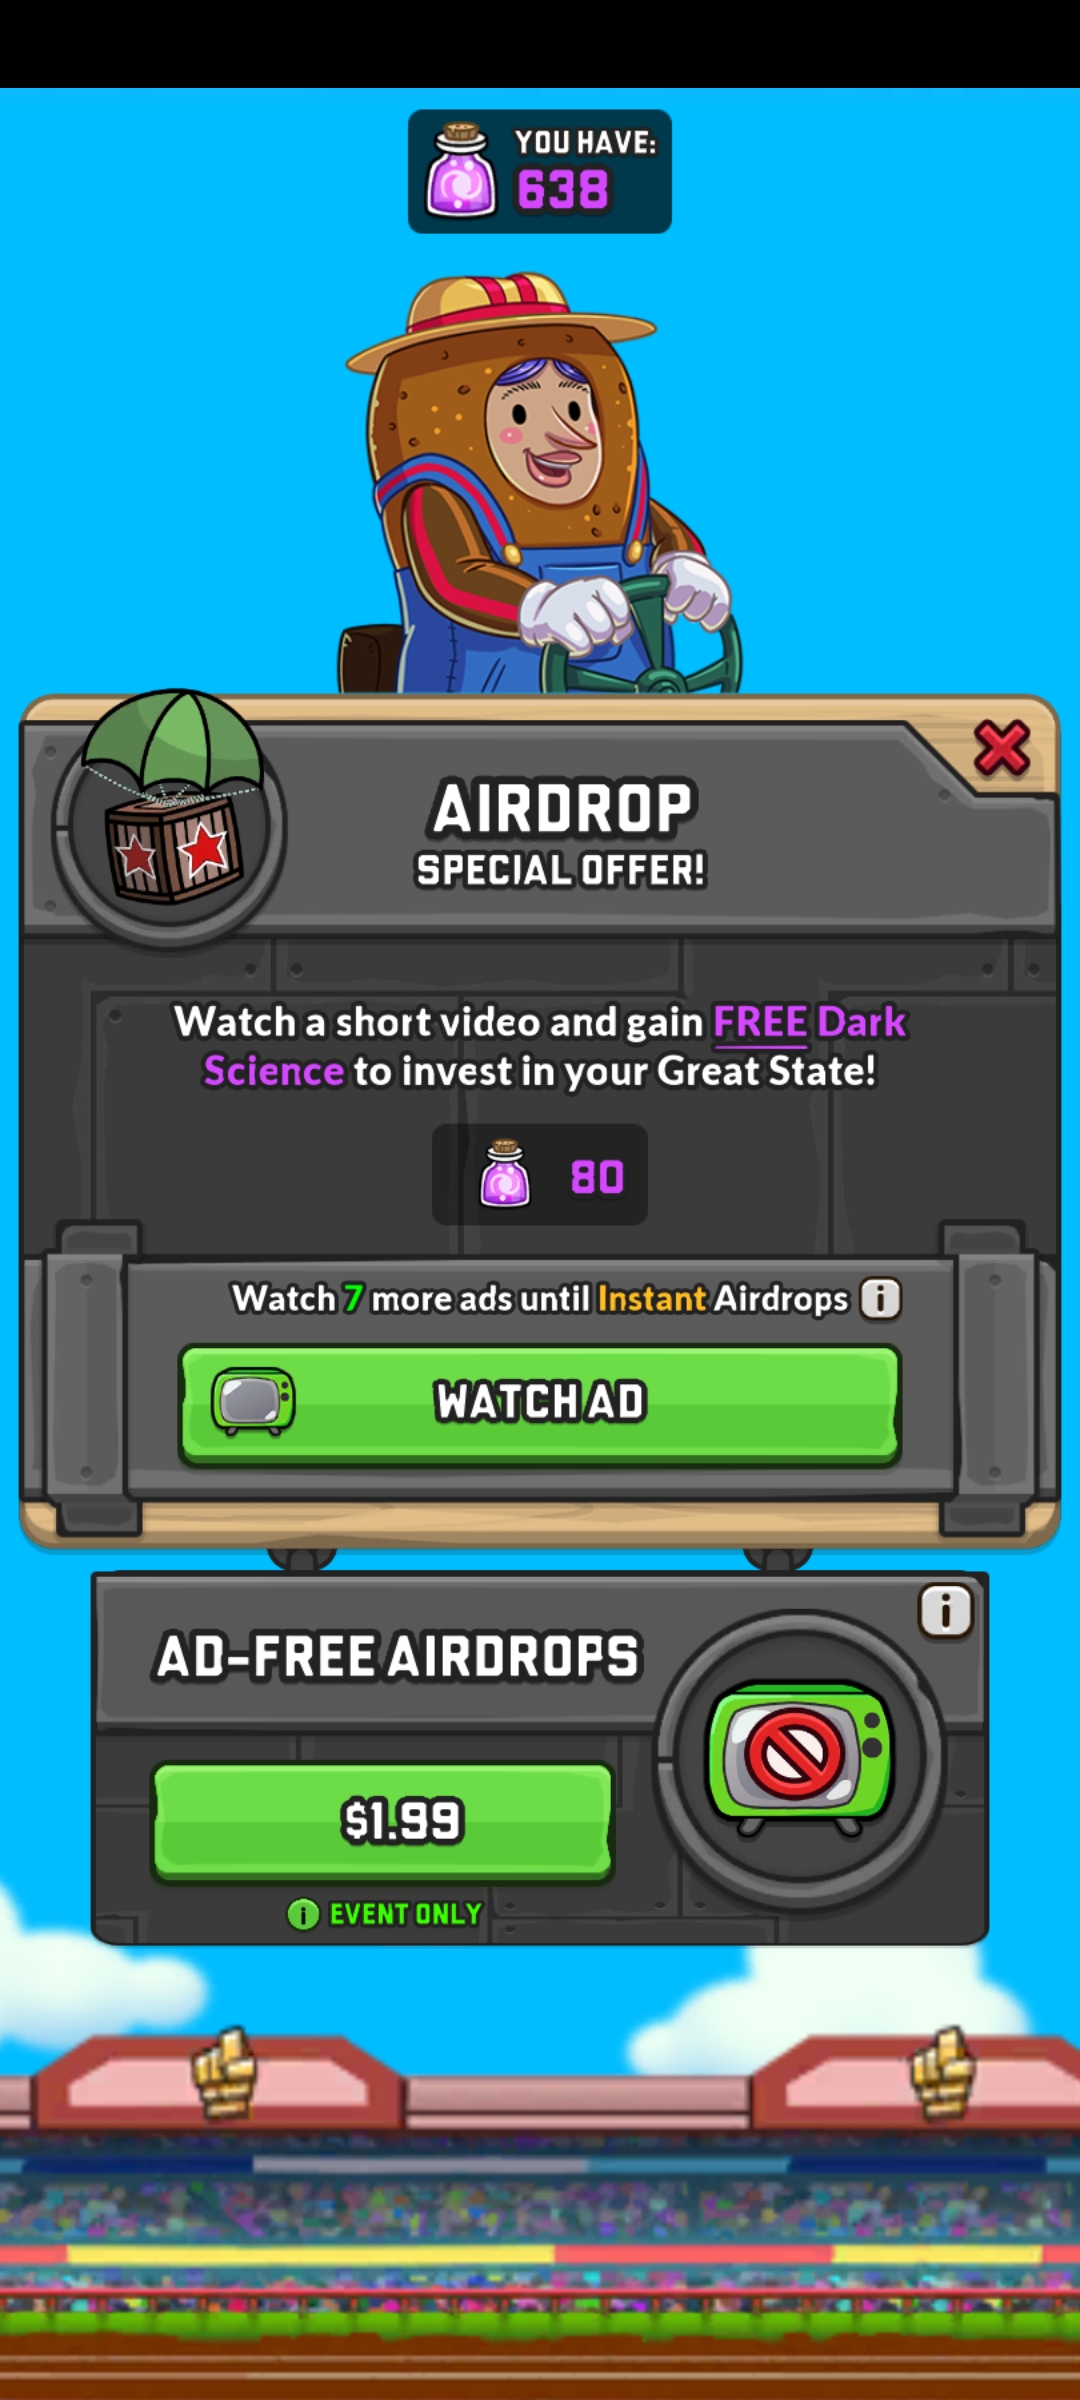 YOU HAVE:
638
AIRDROP
SPECIAL OFFER!
Watch a short video and gain FREE Dark
Science to invest in your Great State!
80
Watch 7 more ads until Instant Airdrops i
WATCH AD
i
AD-FREE AIRDROPS
$1.99
i EVENT ONLY